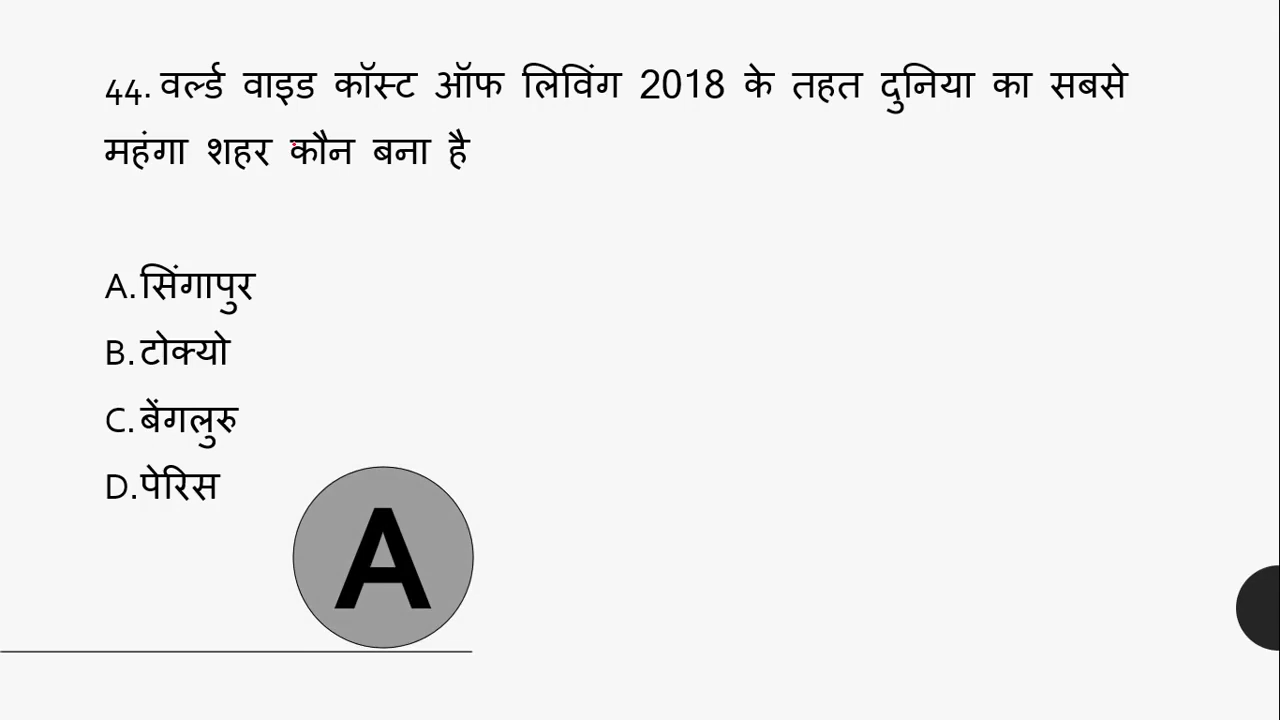 44. वर्ल्ड वाइड कॉस्ट ऑफ लिविंग 2018 के तहत दुनिया का सबसे
महंगा शहर कौन बना है
A. सिंगापुर
B. टोक्यो
C. बेंगलुरु
D. पेरिस
A